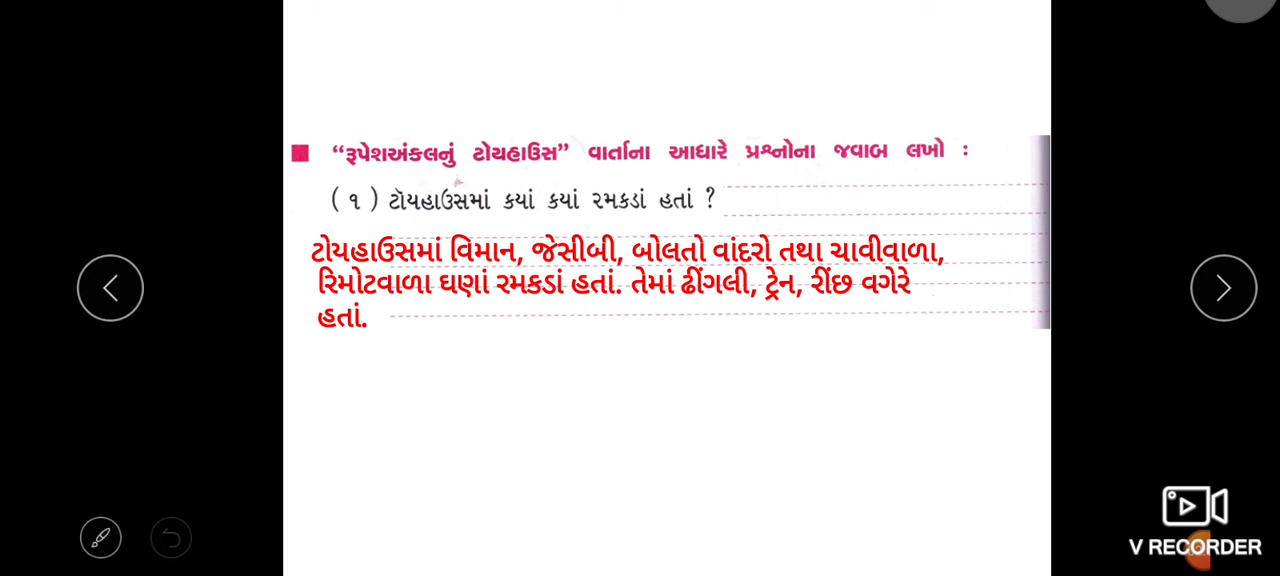 ■ “રૂપેશઅંકલનું ટોયહાઉસ” વાર્તાના આધારે પ્રશ્નોના જવાબ લખો :
( ૧ ) ટૉયહાઉસમાં કયાં કયાં રમકડાં હતાં ?
ટોયહાઉસમાં વિમાન, જેસીબી, બોલતો વાંદરો તથા ચાવીવાળા,
રિમોટવાળા ઘણાં રમકડાં હતાં. તેમાં ઢીંગલી, ટ્રેન, રીંછ વગેરે
હતાં.
V RECORDER